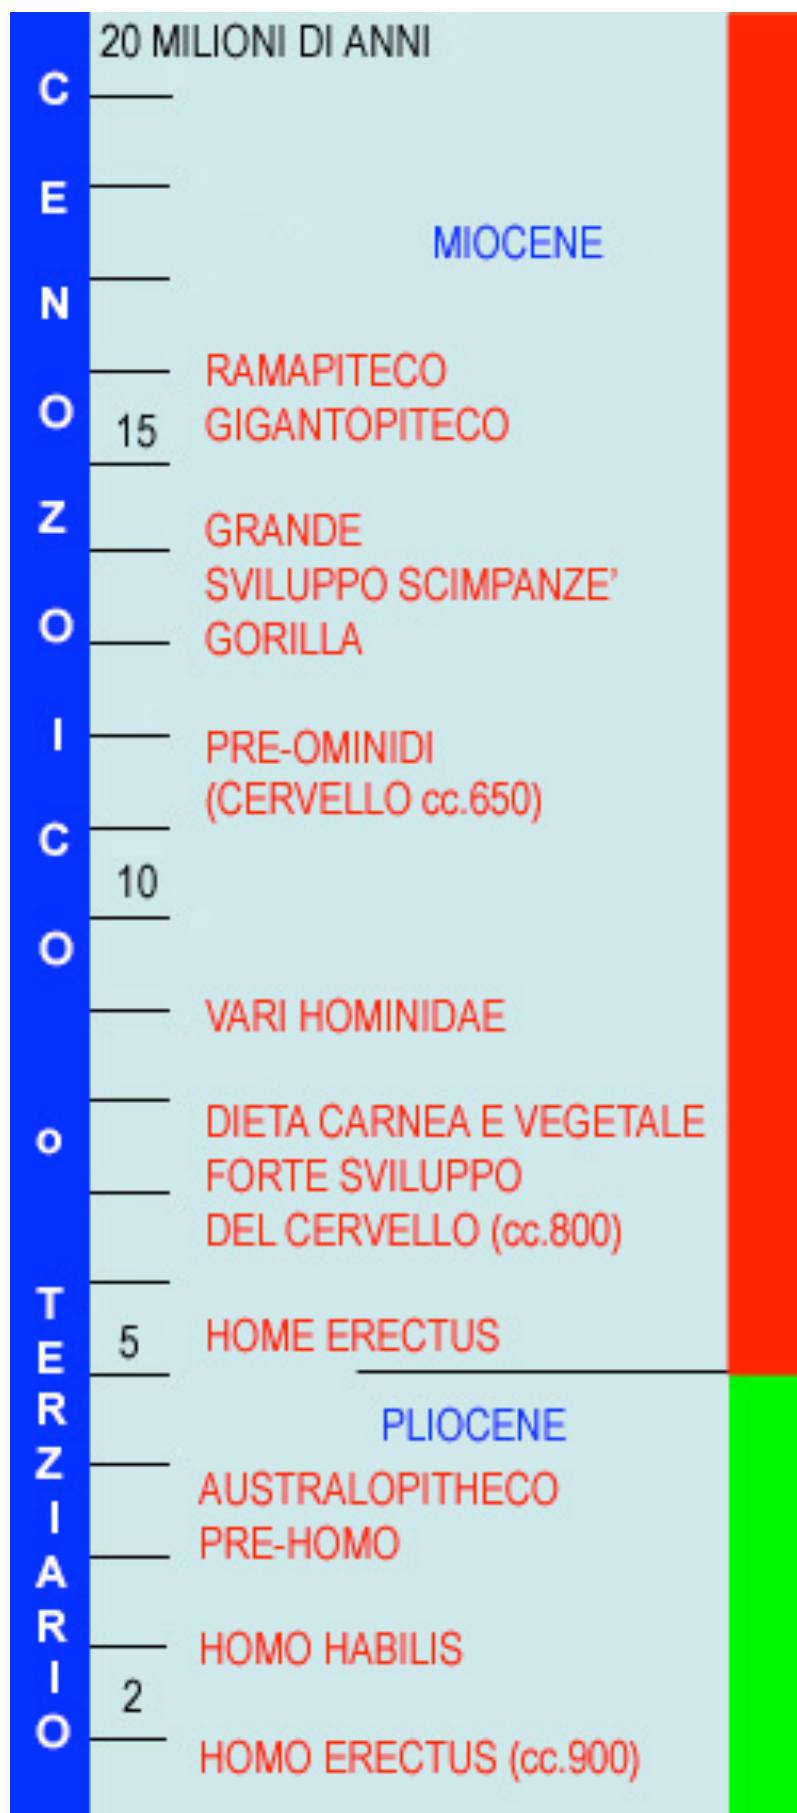 20 MILIONI DI ANNI
CENOZOICO o TERZIARIO
MIOCENE
RAMAPITECO
15
GIGANTOPITECO
GRANDE
SVILUPPO SCIMPANZE’
GORILLA
PRE-OMINIDI
(CERVELLO cc.650)
10
VARI HOMINIDAE
DIETA CARNEA E VEGETALE
FORTE SVILUPPO
DEL CERVELLO (cc.800)
5
HOME ERECTUS
PLIOCENE
AUSTRALOPITHECO
PRE-HOMO
HOMO HABILIS
2
HOMO ERECTUS (cc.900)